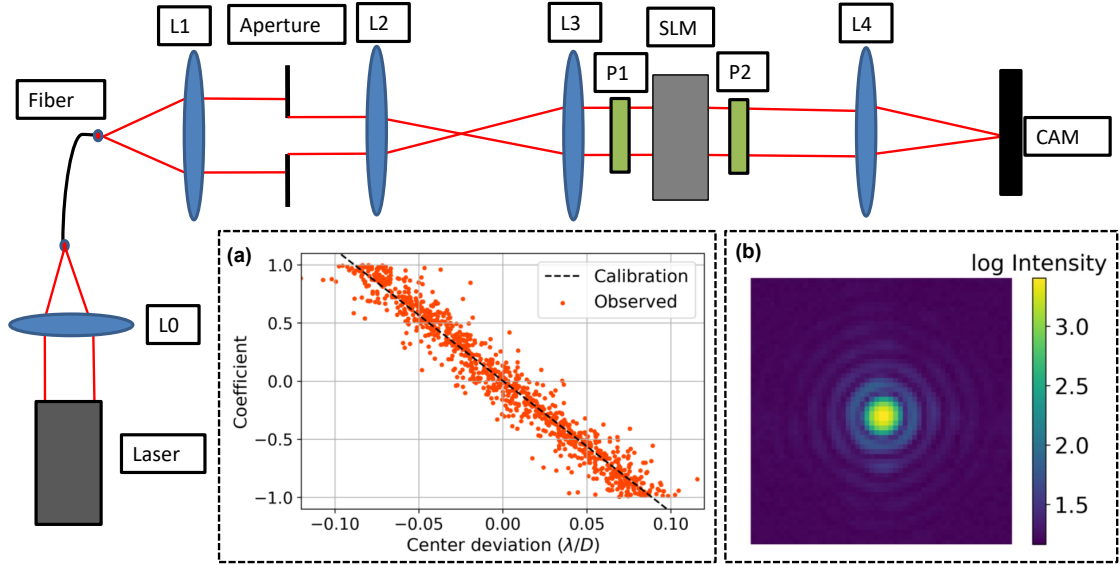 L1
Aperture
L2
L3
SLM
L4
P1
P2
Fiber
CAM
L0
Laser
(a)
1.0
0.5
0.0
−0.5
−1.0
Coefficient
Calibration
Observed
−0.10
−0.05
0.00
0.05
0.10
Center deviation (λ/D)
(b)
log Intensity
3.0
2.5
2.0
1.5